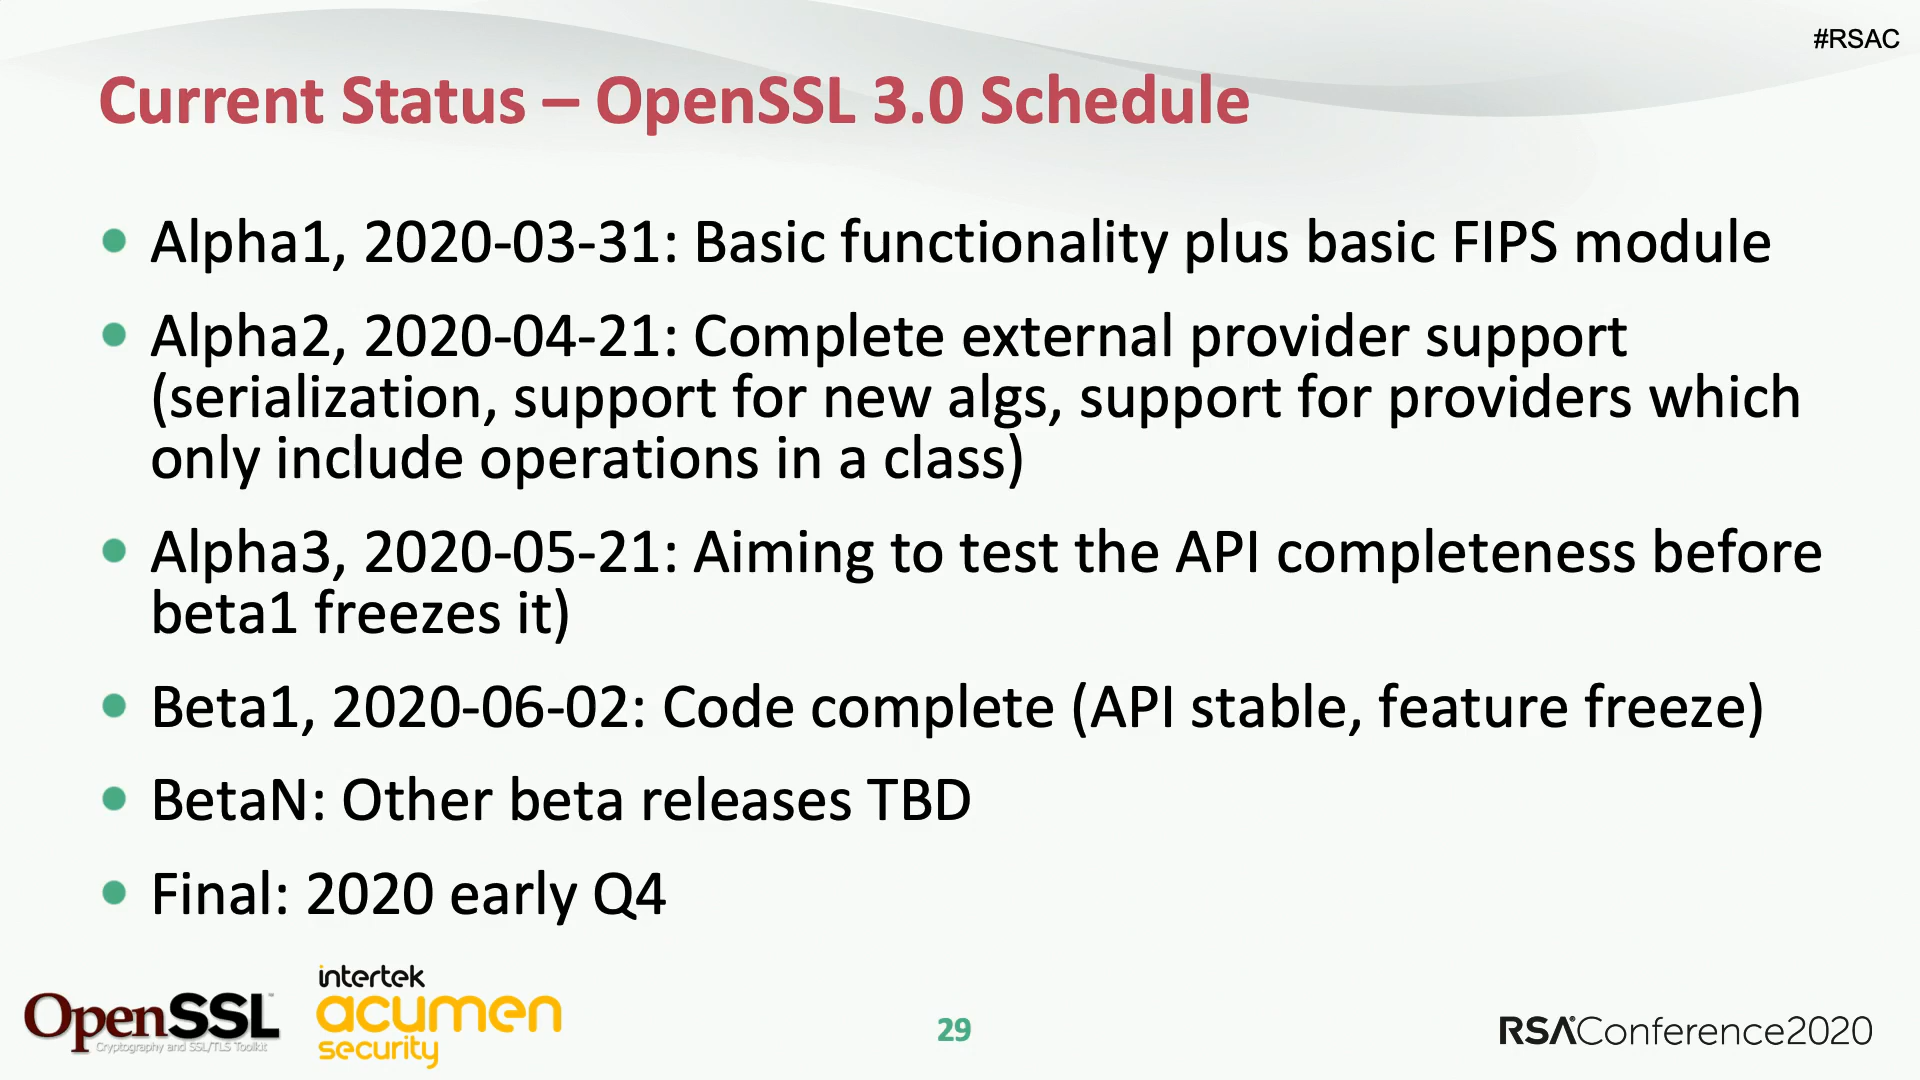 #RSAC
Current Status – OpenSSL 3.0 Schedule
• Alpha1, 2020-03-31: Basic functionality plus basic FIPS module
• Alpha2, 2020-04-21: Complete external provider support
(serialization, support for new algs, support for providers which
only include operations in a class)
• Alpha3, 2020-05-21: Aiming to test the API completeness before
beta1 freezes it)
• Beta1, 2020-06-02: Code complete (API stable, feature freeze)
• BetaN: Other beta releases TBD
• Final: 2020 early Q4
OpenSSL™
Cryptography and SSL/TLS Toolkit
intertek
acumen
security
29
RSA®Conference2020